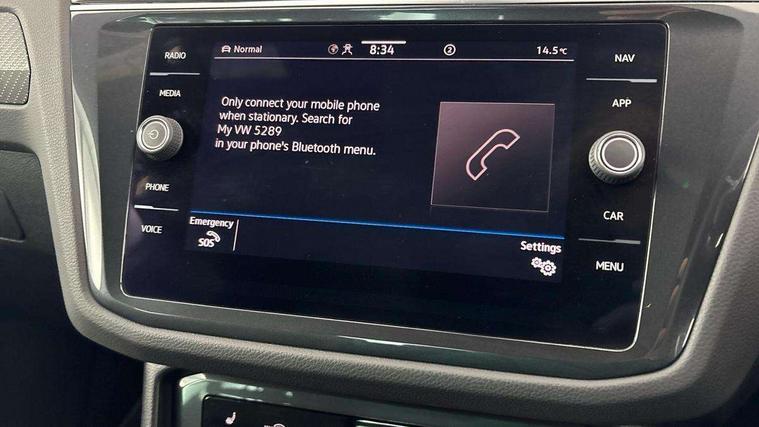 RADIO
MEDIA
PHONE
VOICE
Normal
8:34
2
14.5°C
Only connect your mobile phone
when stationary. Search for
My VW 5289
in your phone's Bluetooth menu.
Emergency
SOS
Settings
NAV
APP
CAR
MENU